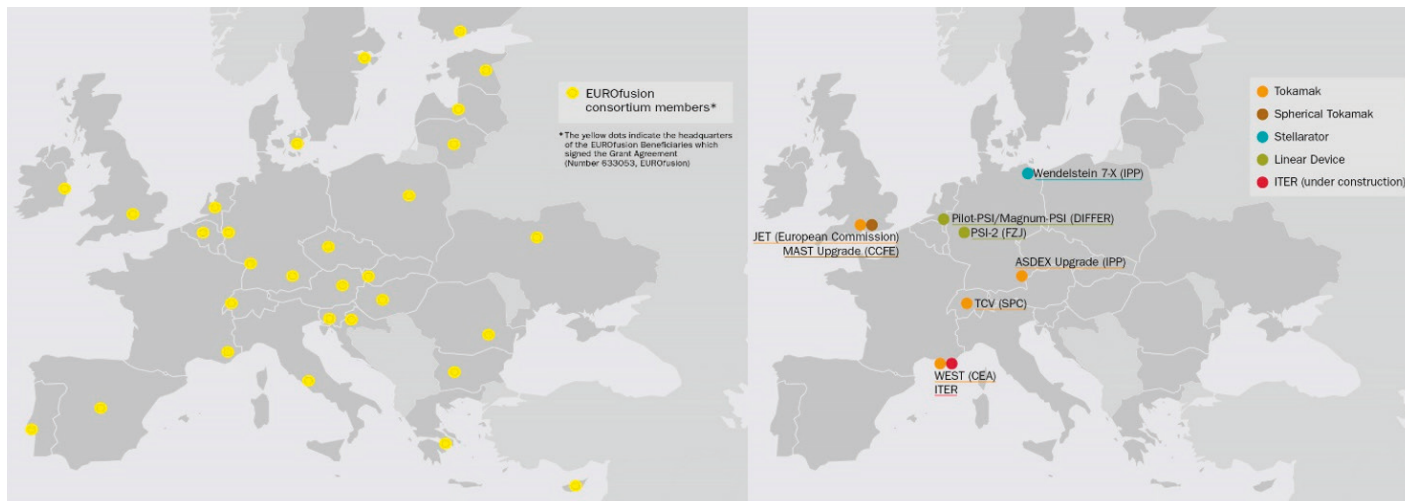 EUROfusion
consortium members*
*The yellow dots indicate the headquarters
of the EUROfusion Beneficiaries which
signed the Grant Agreement
(Number 633053, EUROfusion)
Tokamak
Spherical Tokamak
Stellarator
Linear Device
ITER (under construction)
Wendelstein 7-X (IPP)
Pilot-PSI/Magnum-PSI (DIFFER)
PSI-2 (FZJ)
JET (European Commission)
MAST Upgrade (CCFE)
ASDEX Upgrade (IPP)
TCV (SPC)
WEST (CEA)
ITER